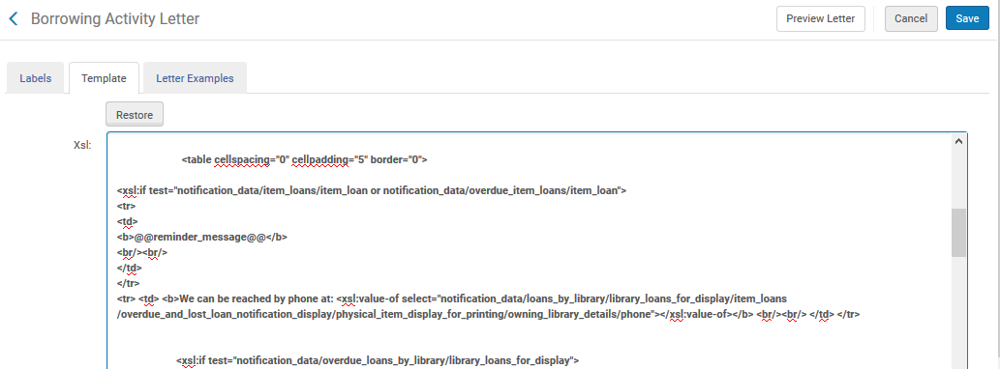 Borrowing Activity Letter
Preview Letter
Cancel
Save
Labels
Template
Letter Examples
Restore
Xsl:
<table cellspacing="0" cellpadding="5" border="0">
<xsl:if test="notification_data/item_loans/item_loan or notification_data/overdue_item_loans/item_loan">
<tr>
<td>
<b>@@reminder_message@@</b>
<br/><br/>
</td>
</tr>
<tr> <td> <b>We can be reached by phone at: <xsl:value-of select="notification_data/loans_by_library/library_loans_for_display/item_loans
/overdue_and_lost_loan_notification_display/physical_item_display_for_printing/owning_library_details/phone"></xsl:value-of></b> <br/><br/> </td> </tr>
<xsl:if test="notification_data/overdue_loans_by_library/library_loans_for_display">